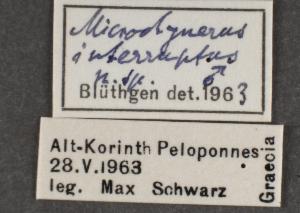 Microdynerus
interruptus
n. sp. ♂
Blüthgen det. 1963
Alt-Korinth Peloponnes
28.V.1963
leg. Max Schwarz
Graecia